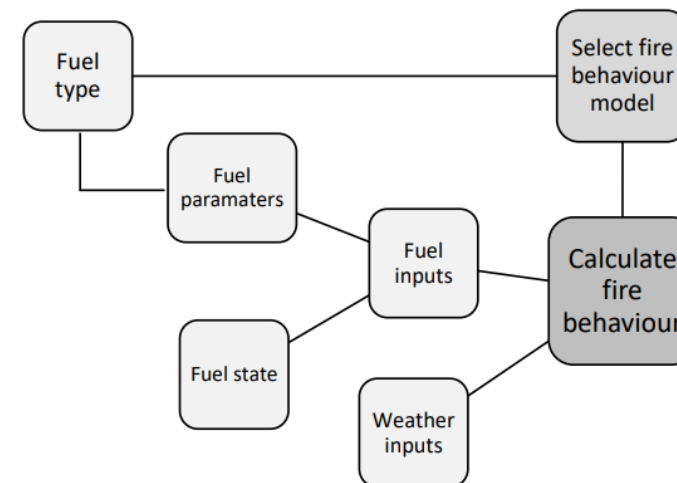 Fuel
type
Select fire
behaviour
model
Fuel
paramaters
Fuel
inputs
Calculate
fire
behaviour
Fuel state
Weather
inputs